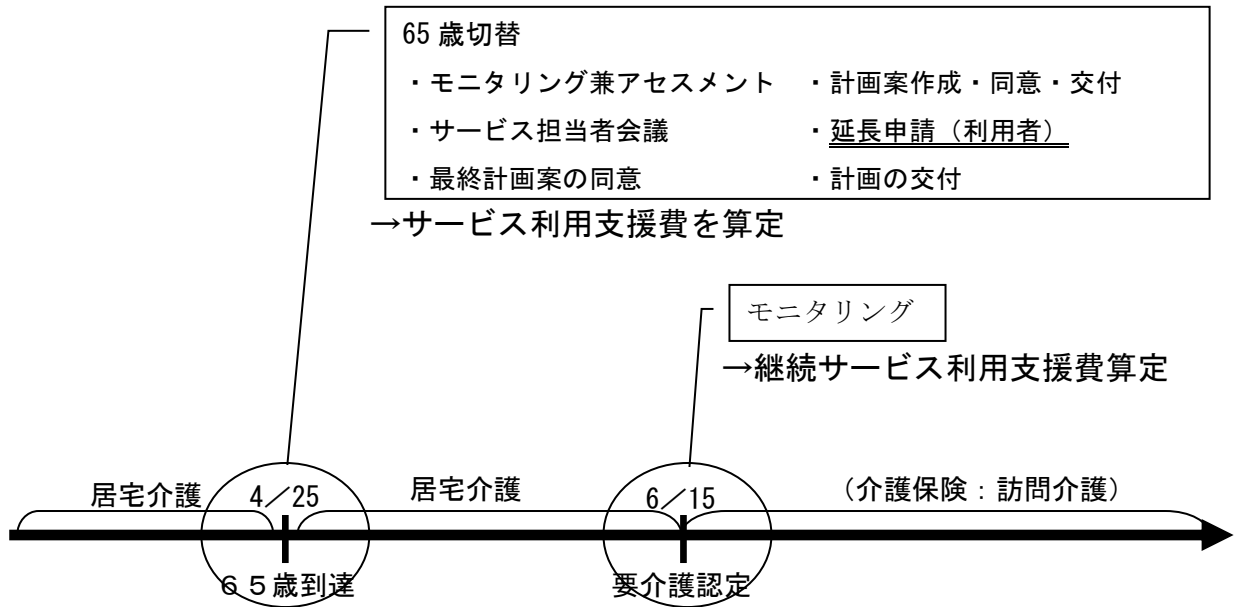 65歳切替
・モニタリング兼アセスメント ・計画案作成・同意・交付
・サービス担当者会議 ・延長申請（利用者）
・最終計画案の同意 ・計画の交付
→サービス利用支援費を算定
モニタリング
→継続サービス利用支援費算定
居宅介護 4／25 居宅介護 6／15 （介護保険：訪問介護）
６５歳到達 要介護認定